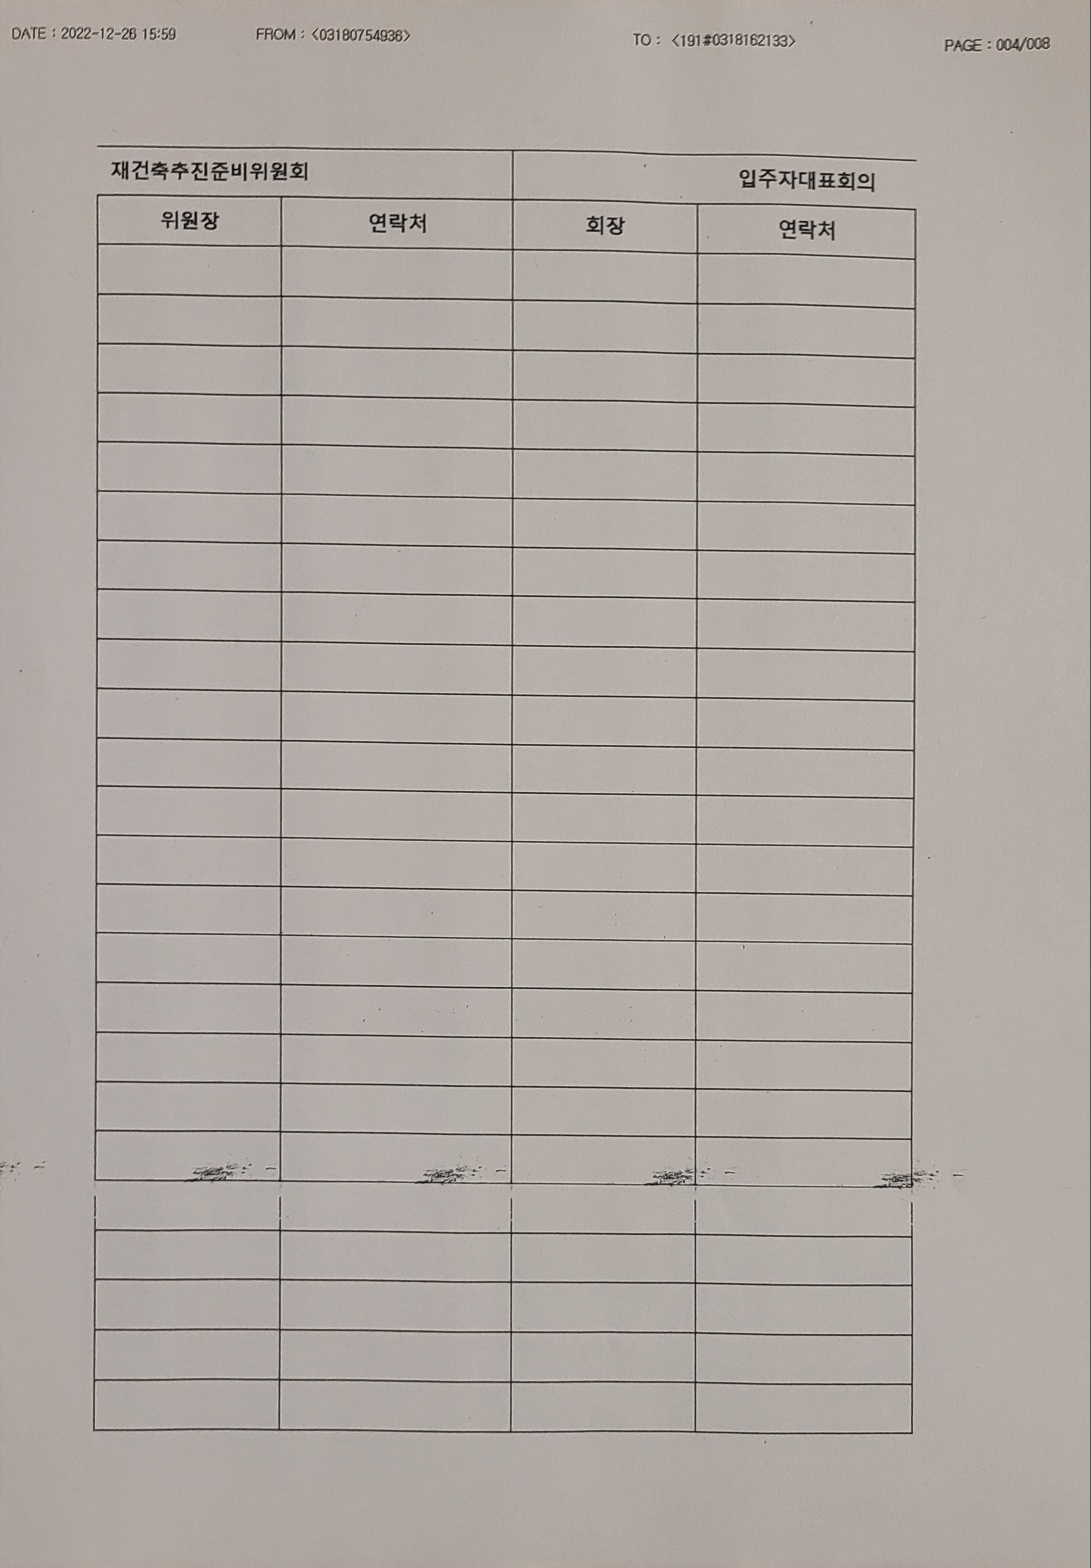 DATE : 2022-12-26 15:59 FROM : <03180754936> TO : <191#0318162133> PAGE : 004/008
재건축추진준비위원회 입주자대표회의
위원장 연락처 회장 연락처